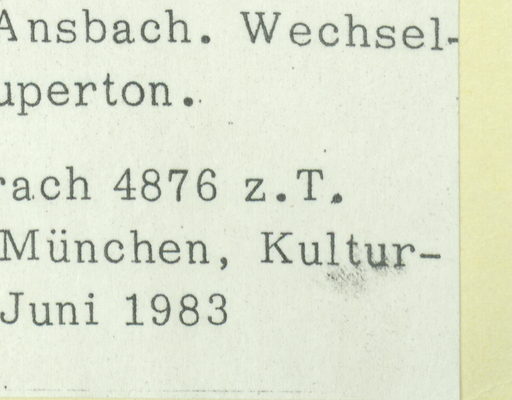 Ansbach. Wechsel-
uperton.
rach 4876 z.T.
München, Kultur-
Juni 1983